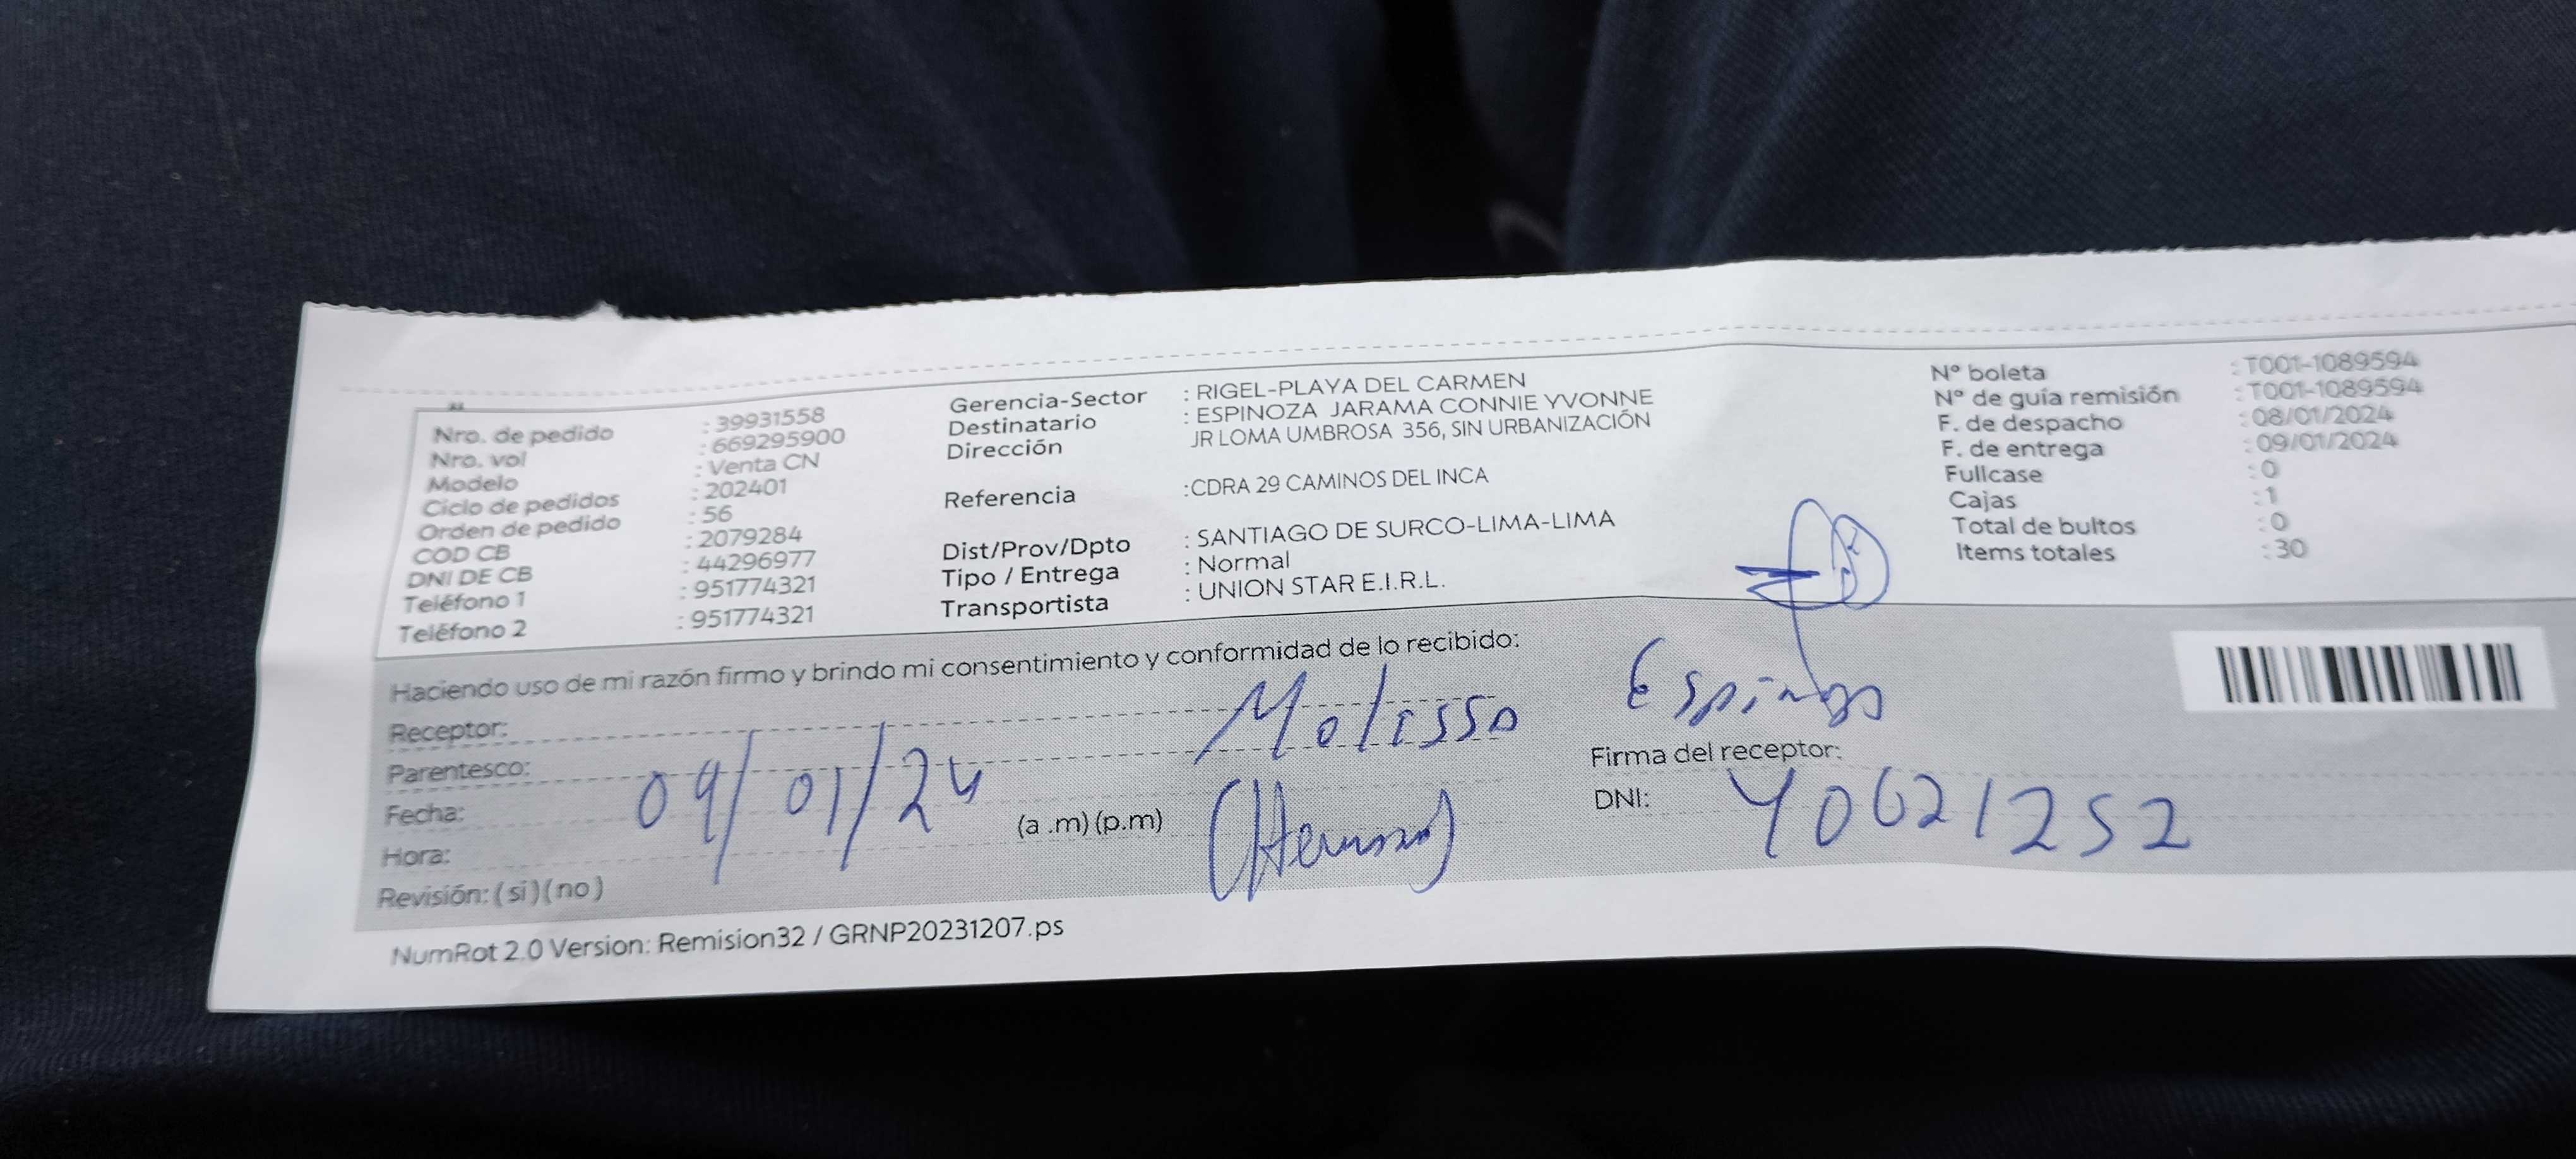 Nro. de pedido : 39931558
Nro. vol : 669295900
Modelo : Venta CN
Ciclo de pedidos : 202401
Orden de pedido : 56
COD CB : 2079284
DNI DE CB : 44296977
Teléfono 1 : 951774321
Teléfono 2 : 951774321
Gerencia-Sector : RIGEL-PLAYA DEL CARMEN
Destinatario : ESPINOZA JARAMA CONNIE YVONNE
Dirección JR LOMA UMBROSA 356, SIN URBANIZACIÓN
Referencia :CDRA 29 CAMINOS DEL INCA
Dist/Prov/Dpto : SANTIAGO DE SURCO-LIMA-LIMA
Tipo / Entrega : Normal
Transportista : UNION STAR E.I.R.L.
Nº boleta : T001-1089594
Nº de guía remisión : T001-1089594
F. de despacho : 08/01/2024
F. de entrega : 09/01/2024
Fullcase : 0
Cajas : 1
Total de bultos : 0
Items totales : 30
Haciendo uso de mi razón firmo y brindo mi consentimiento y conformidad de lo recibido:
Receptor: Melissa Espinoza
Parentesco:
Firma del receptor:
Fecha: 09/01/24
(a .m) (p.m)
DNI: 40621252
Hora:
Revisión: ( si ) ( no )
NumRot 2.0 Version: Remision32 / GRNP20231207.ps